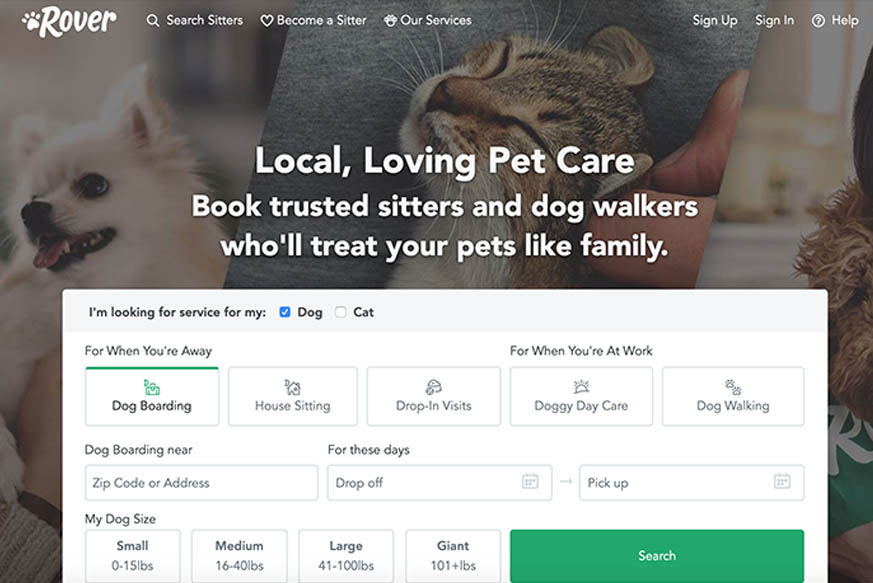 Rover Search Sitters Become a Sitter Our Services Sign Up Sign In Help
Local, Loving Pet Care
Book trusted sitters and dog walkers
who'll treat your pets like family.
I'm looking for service for my: Dog Cat
For When You're Away For When You're At Work
Dog Boarding House Sitting Drop-In Visits Doggy Day Care Dog Walking
Dog Boarding near For these days
Zip Code or Address Drop off Pick up
My Dog Size
Small Medium Large Giant
0-15lbs 16-40lbs 41-100lbs 101+lbs
Search